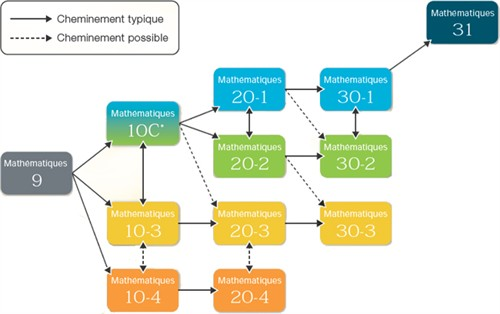 Cheminement typique
Cheminement possible
Mathématiques
31
Mathématiques
20-1
Mathématiques
30-1
Mathématiques
10C*
Mathématiques
20-2
Mathématiques
30-2
Mathématiques
9
Mathématiques
10-3
Mathématiques
20-3
Mathématiques
30-3
Mathématiques
10-4
Mathématiques
20-4